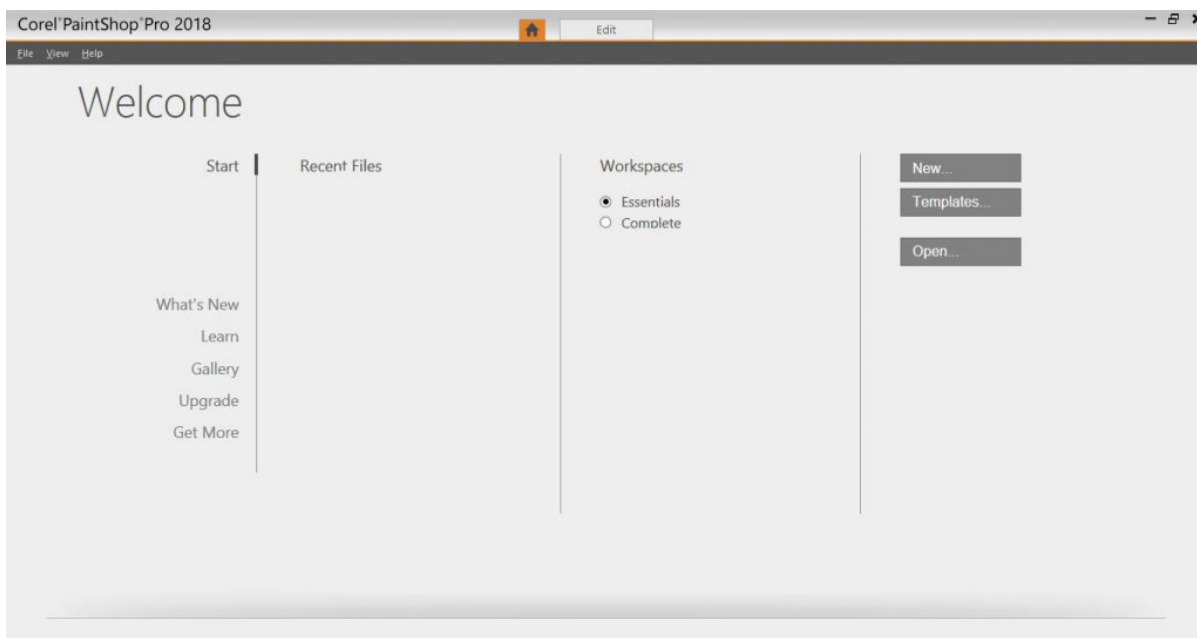 Corel®PaintShop®Pro 2018
Edit
File View Help
Welcome
Start
Recent Files
Workspaces
New...
Essentials
Templates...
Complete
Open...
What's New
Learn
Gallery
Upgrade
Get More